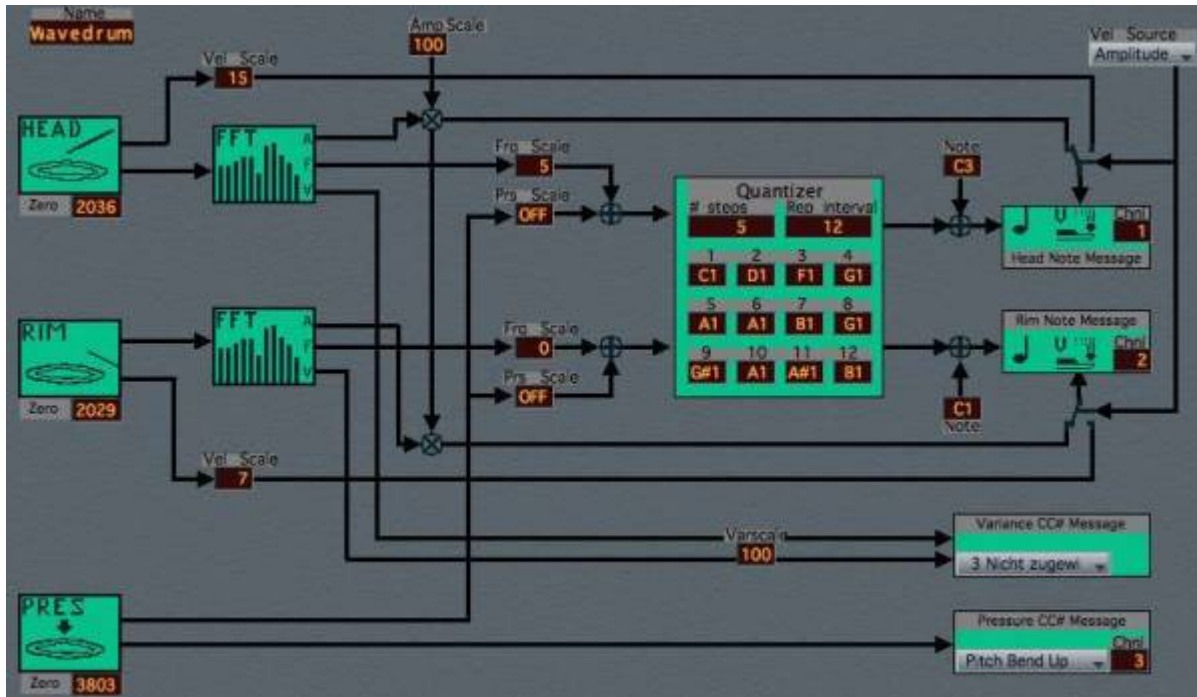 Name
Wavedrum
Amp Scale
100
Vel Source
Amplitude
Vel Scale
15
HEAD
Zero 2036
FFT
A
F
V
Frq Scale
5
Prs Scale
OFF
Quantizer
# steps Rep interval
5 12
1 2 3 4
C1 D1 F1 G1
5 6 7 8
A1 A1 B1 G1
9 10 11 12
G#1 A1 A#1 B1
Note
C3
Chnl
1
Head Note Message
RIM
Zero 2029
FFT
A
F
V
Frq Scale
0
Prs Scale
OFF
C1
Note
Rim Note Message
Chnl
2
Vel Scale
7
Varscale
100
Variance CC# Message
3 Nicht zugewi
PRES
Zero 3803
Pressure CC# Message
Chnl
Pitch Bend Up 3